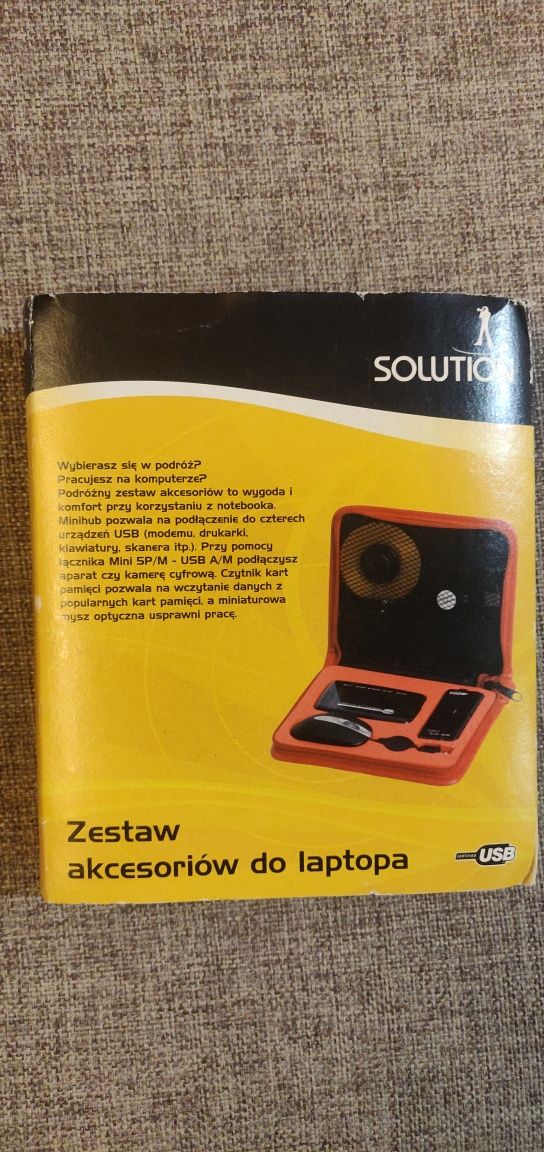 SOLUTION
Wybierasz się w podróż?
Pracujesz na komputerze?
Podróżny zestaw akcesoriów to wygoda i
komfort przy korzystaniu z notebooka.
Minihub pozwala na podłączenie do czterech
urządzeń USB (modemu, drukarki,
klawiatury, skanera itp.). Przy pomocy
łącznika Mini 5P/M - USB A/M podłączysz
aparat czy kamerę cyfrową. Czytnik kart
pamięci pozwala na wczytanie danych z
popularnych kart pamięci, a miniaturowa
mysz optyczna usprawni pracę.
Zestaw
akcesoriów do laptopa
CERTIFIED USB